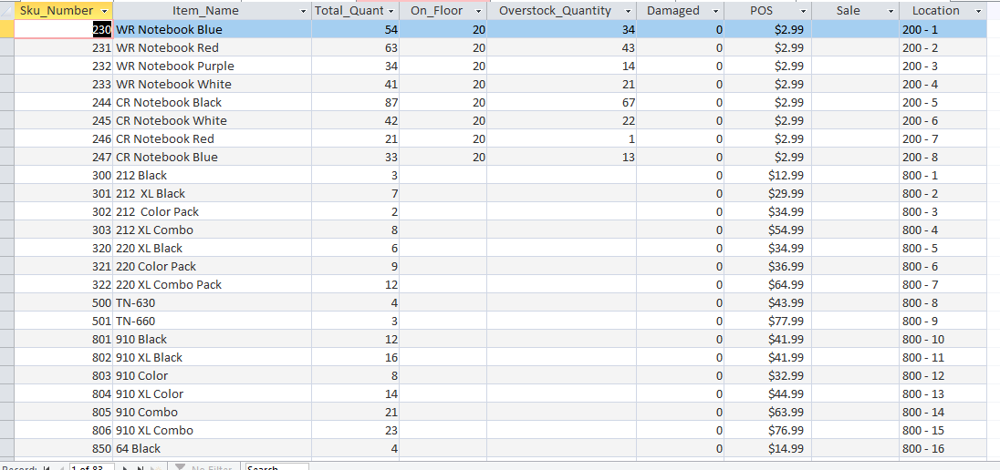 Sku_Number Item_Name Total_Quant On_Floor Overstock_Quantity Damaged POS Sale Location
230 WR Notebook Blue 54 20 34 0 $2.99 200 - 1
231 WR Notebook Red 63 20 43 0 $2.99 200 - 2
232 WR Notebook Purple 34 20 14 0 $2.99 200 - 3
233 WR Notebook White 41 20 21 0 $2.99 200 - 4
244 CR Notebook Black 87 20 67 0 $2.99 200 - 5
245 CR Notebook White 42 20 22 0 $2.99 200 - 6
246 CR Notebook Red 21 20 1 0 $2.99 200 - 7
247 CR Notebook Blue 33 20 13 0 $2.99 200 - 8
300 212 Black 3 0 $12.99 800 - 1
301 212 XL Black 7 0 $29.99 800 - 2
302 212 Color Pack 2 0 $34.99 800 - 3
303 212 XL Combo 8 0 $54.99 800 - 4
320 220 XL Black 6 0 $34.99 800 - 5
321 220 Color Pack 9 0 $36.99 800 - 6
322 220 XL Combo Pack 12 0 $64.99 800 - 7
500 TN-630 4 0 $43.99 800 - 8
501 TN-660 3 0 $77.99 800 - 9
801 910 Black 12 0 $41.99 800 - 10
802 910 XL Black 16 0 $41.99 800 - 11
803 910 Color 8 0 $32.99 800 - 12
804 910 XL Color 14 0 $44.99 800 - 13
805 910 Combo 21 0 $63.99 800 - 14
806 910 XL Combo 23 0 $76.99 800 - 15
850 64 Black 4 0 $14.99 800 - 16
Record: 1 of 83 No Filter Search